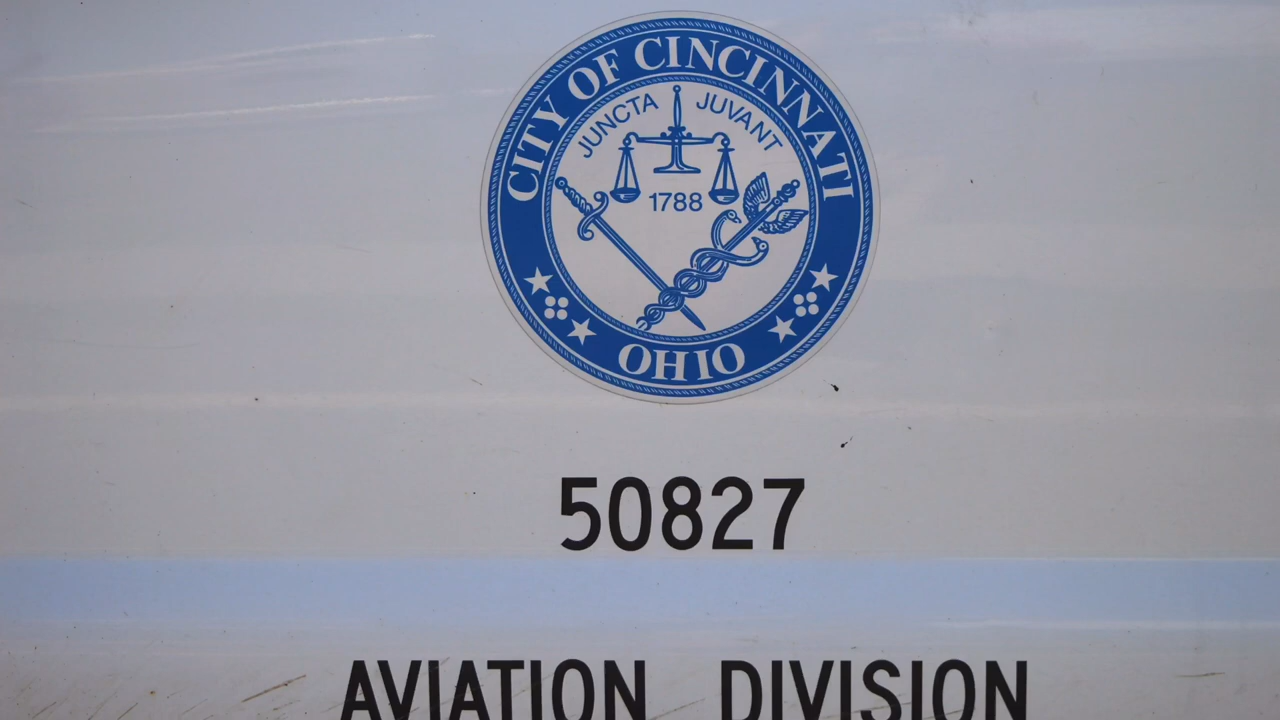 CITY OF CINCINNATI
JUNCTA JUVANT
1788
OHIO
50827
AVIATION DIVISION